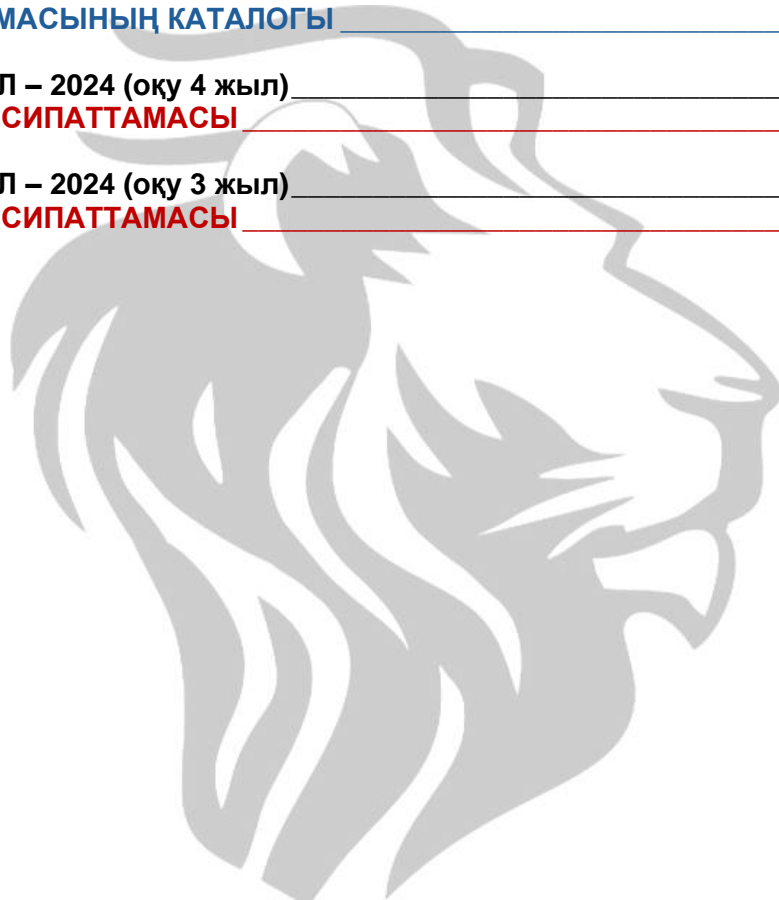 МАСЫНЫҢ КАТАЛОГЫ
Л – 2024 (оқу 4 жыл)
СИПАТТАМАСЫ
Л – 2024 (оқу 3 жыл)
СИПАТТАМАСЫ